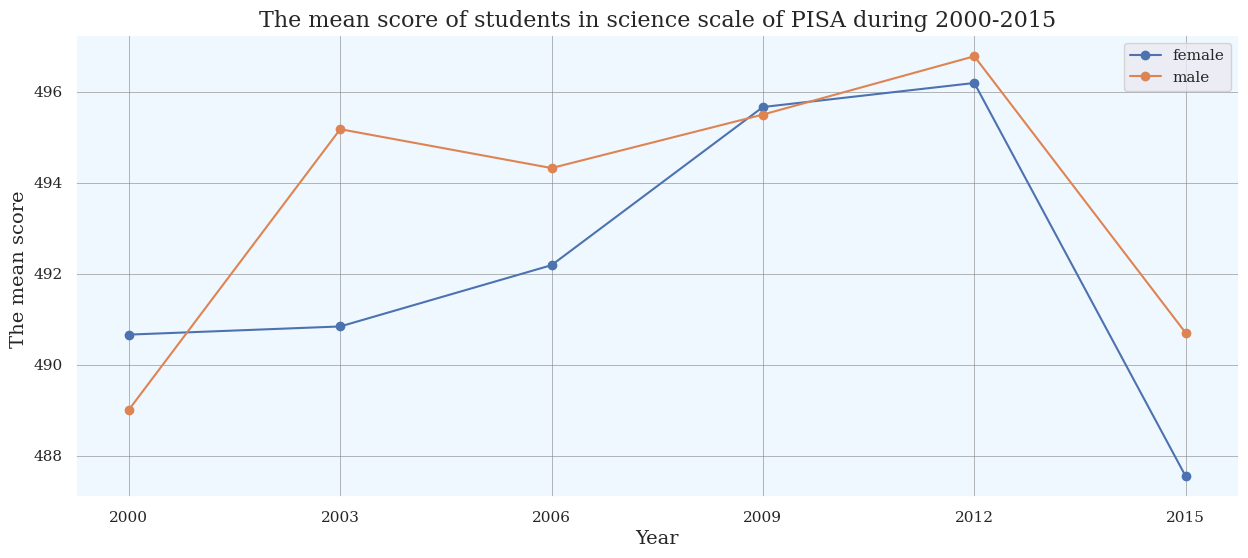 The mean score of students in science scale of PISA during 2000-2015
female
male
496
494
492
490
488
The mean score
2000 2003 2006 2009 2012 2015
Year